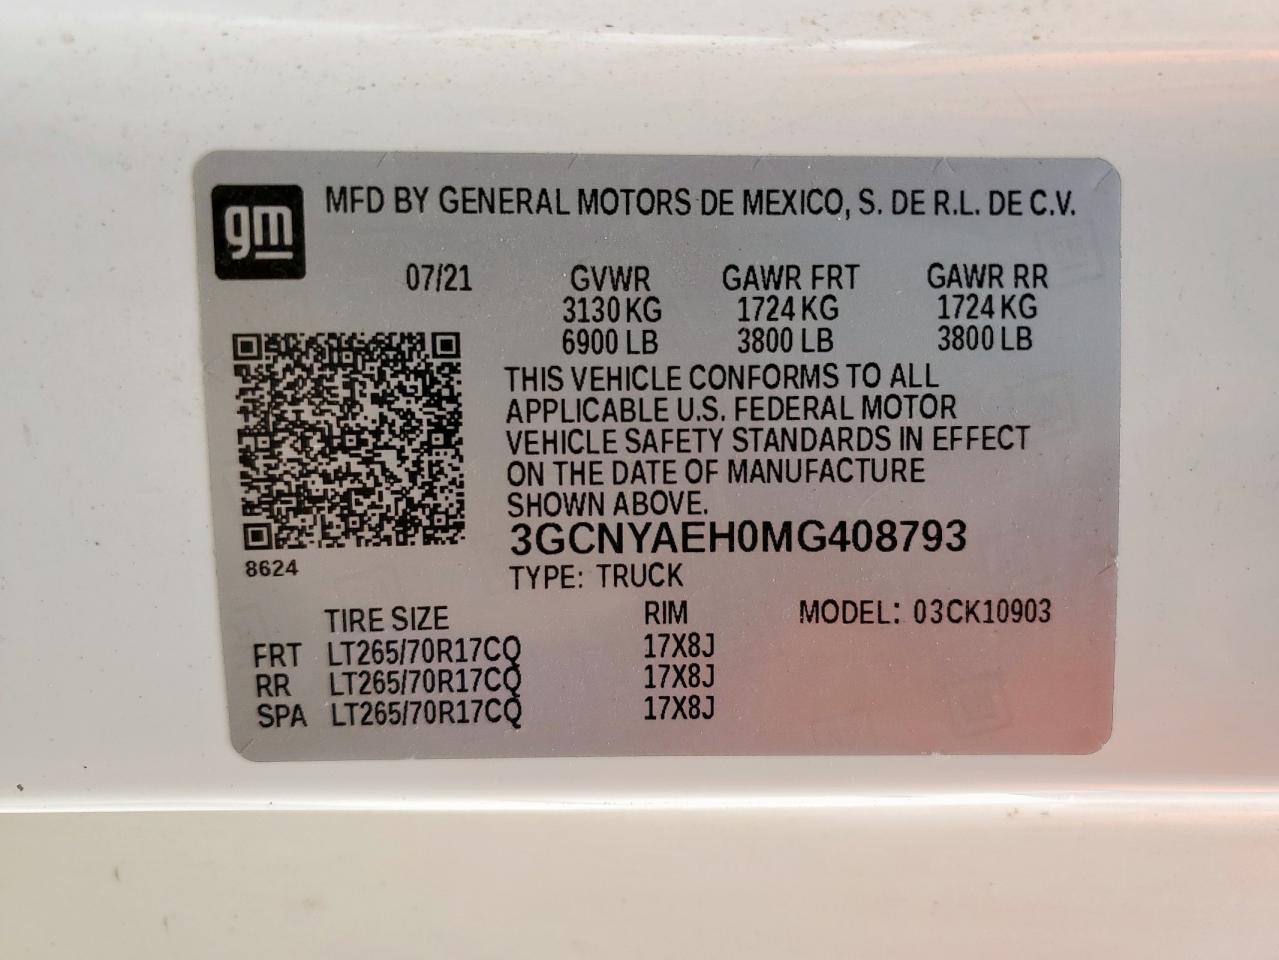 gm
MFD BY GENERAL MOTORS DE MEXICO, S. DE R.L. DE C.V.
07/21 GVWR GAWR FRT GAWR RR
3130 KG 1724 KG 1724 KG
6900 LB 3800 LB 3800 LB
THIS VEHICLE CONFORMS TO ALL
APPLICABLE U.S. FEDERAL MOTOR
VEHICLE SAFETY STANDARDS IN EFFECT
ON THE DATE OF MANUFACTURE
SHOWN ABOVE.
3GCNYAEH0MG408793
8624
TYPE: TRUCK
TIRE SIZE RIM MODEL: 03CK10903
FRT LT265/70R17CQ 17X8J
RR LT265/70R17CQ 17X8J
SPA LT265/70R17CQ 17X8J